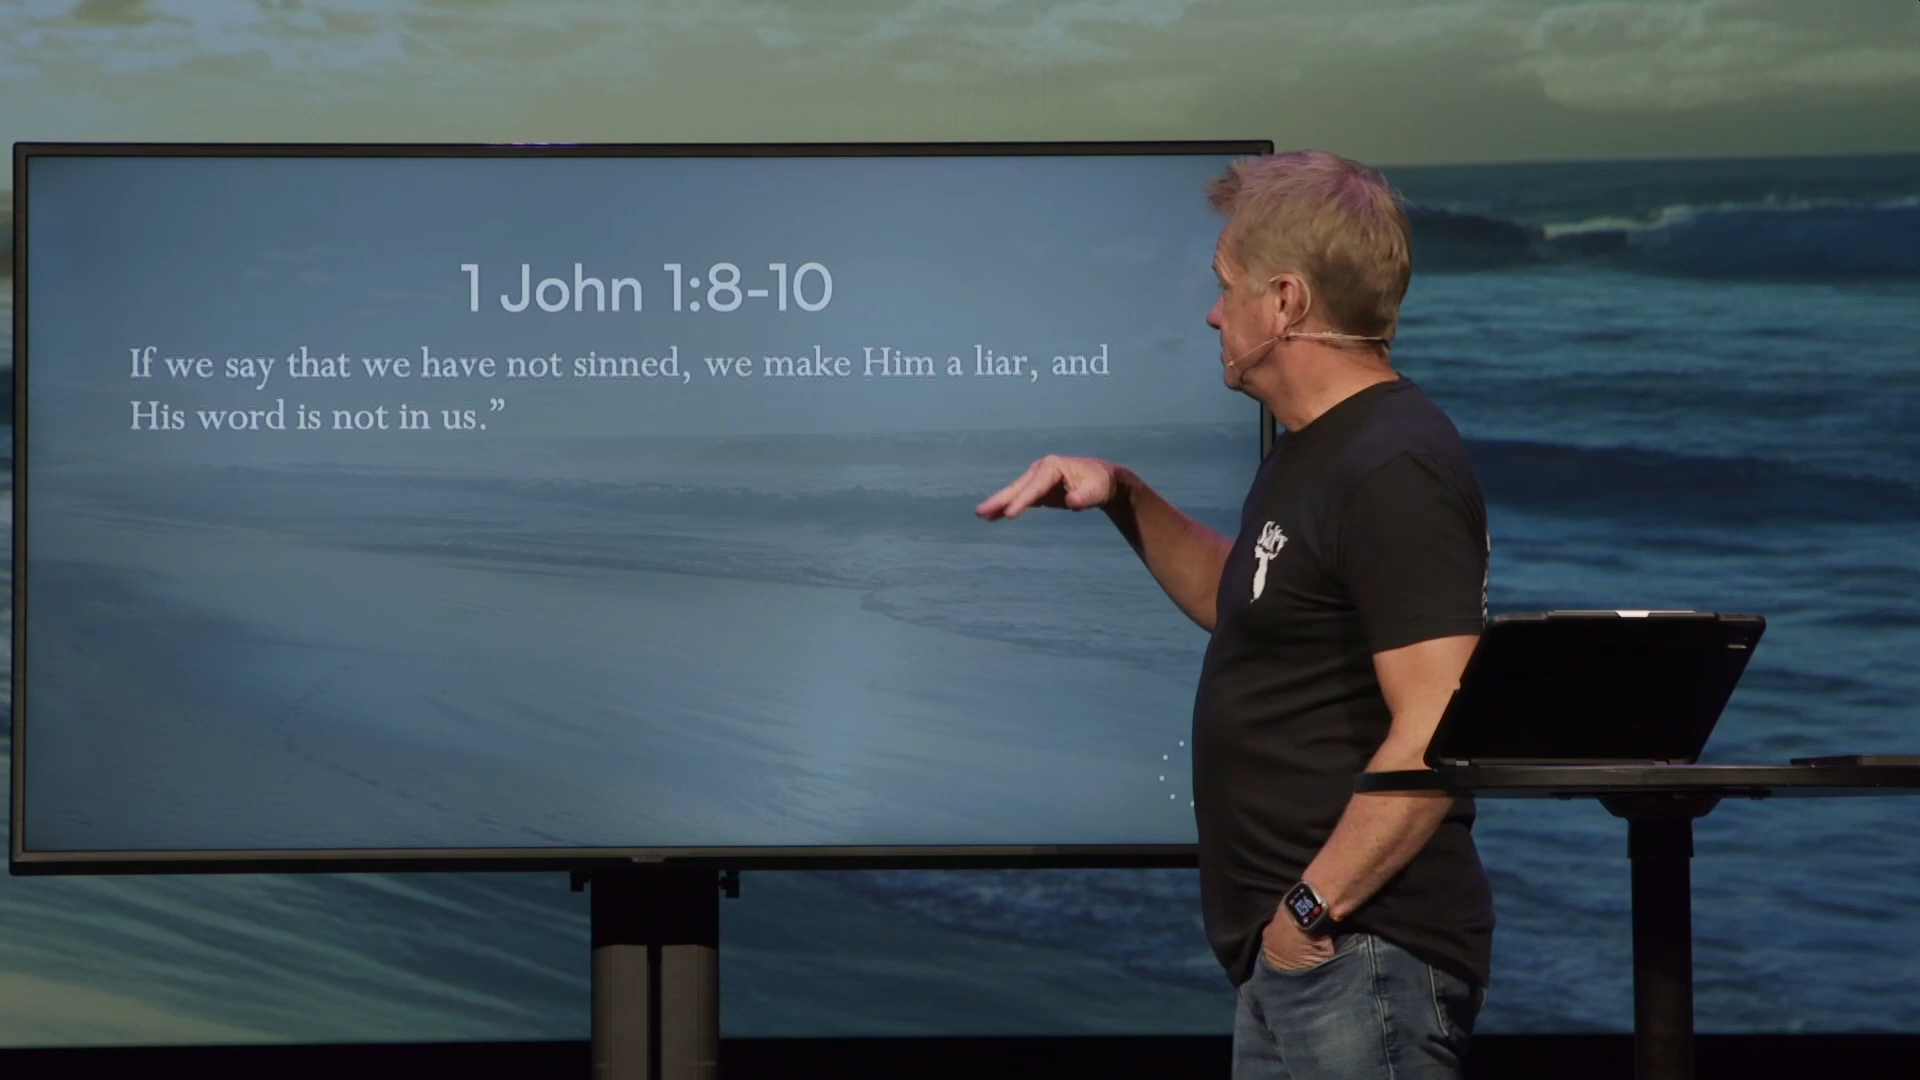 1 John 1:8-10
If we say that we have not sinned, we make Him a liar, and
His word is not in us.”